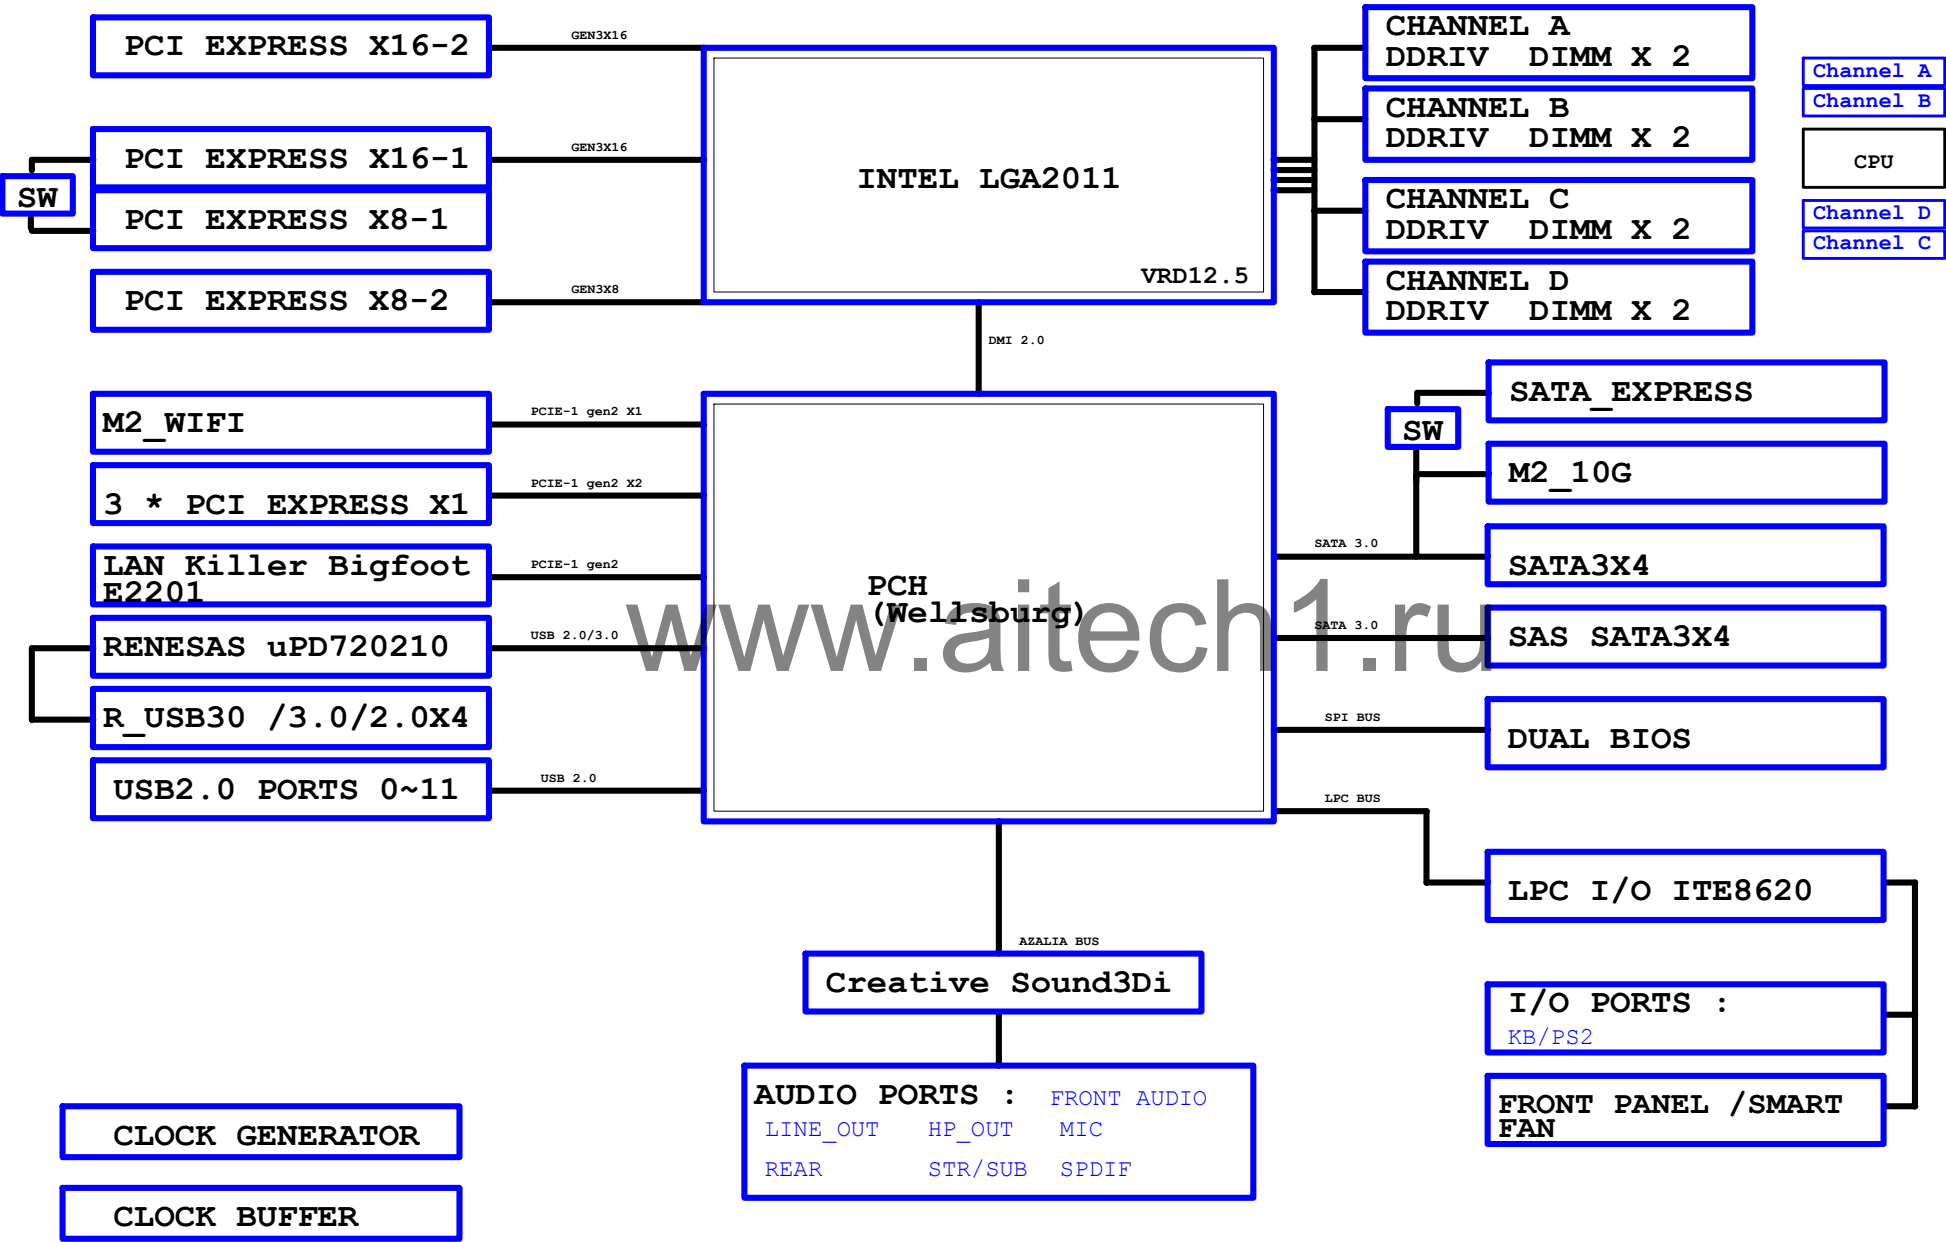 PCI EXPRESS X16-2
GEN3X16
PCI EXPRESS X16-1
GEN3X16
SW
PCI EXPRESS X8-1
PCI EXPRESS X8-2
GEN3X8
INTEL LGA2011
VRD12.5
CHANNEL A
DDRIV DIMM X 2
CHANNEL B
DDRIV DIMM X 2
CHANNEL C
DDRIV DIMM X 2
CHANNEL D
DDRIV DIMM X 2
Channel A
Channel B
CPU
Channel D
Channel C
DMI 2.0
M2_WIFI
PCIE-1 gen2 X1
3 * PCI EXPRESS X1
PCIE-1 gen2 X2
LAN Killer Bigfoot
E2201
PCIE-1 gen2
RENESAS uPD720210
USB 2.0/3.0
R_USB30 /3.0/2.0X4
USB2.0 PORTS 0~11
USB 2.0
PCH
(Wellsburg)
www.aitech1.ru
SATA_EXPRESS
SW
M2_10G
SATA 3.0
SATA3X4
SATA 3.0
SAS SATA3X4
SPI BUS
DUAL BIOS
LPC BUS
LPC I/O ITE8620
I/O PORTS :
KB/PS2
FRONT PANEL /SMART
FAN
AZALIA BUS
Creative Sound3Di
AUDIO PORTS : FRONT AUDIO
LINE_OUT HP_OUT MIC
REAR STR/SUB SPDIF
CLOCK GENERATOR
CLOCK BUFFER